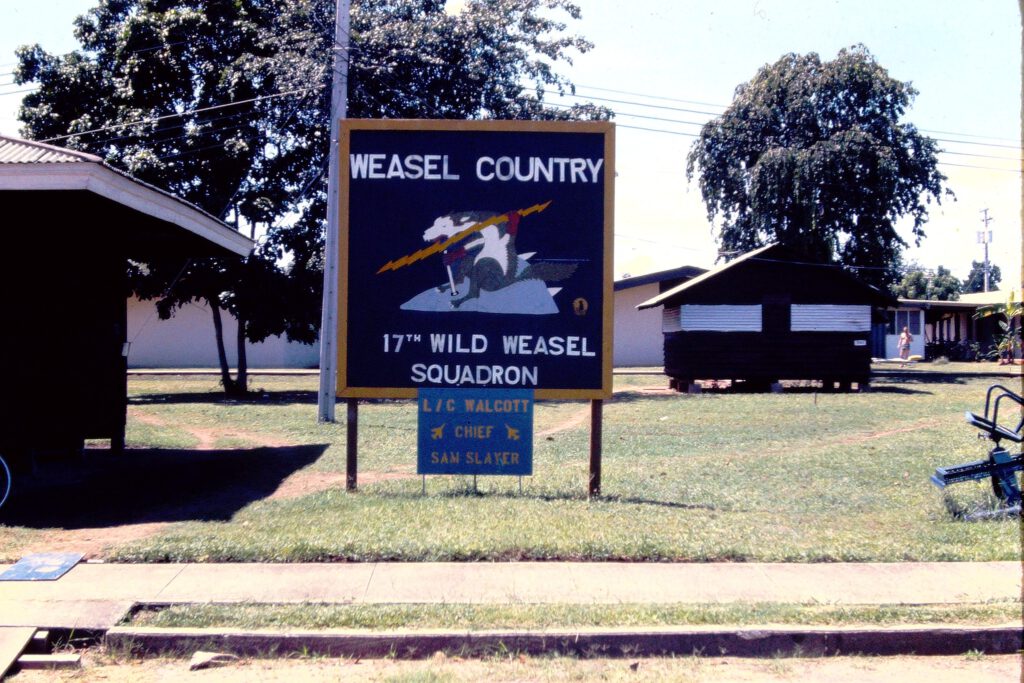 WEASEL COUNTRY
17TH WILD WEASEL
SQUADRON
L/C WALCOTT
CHIEF
SAM SLAYER